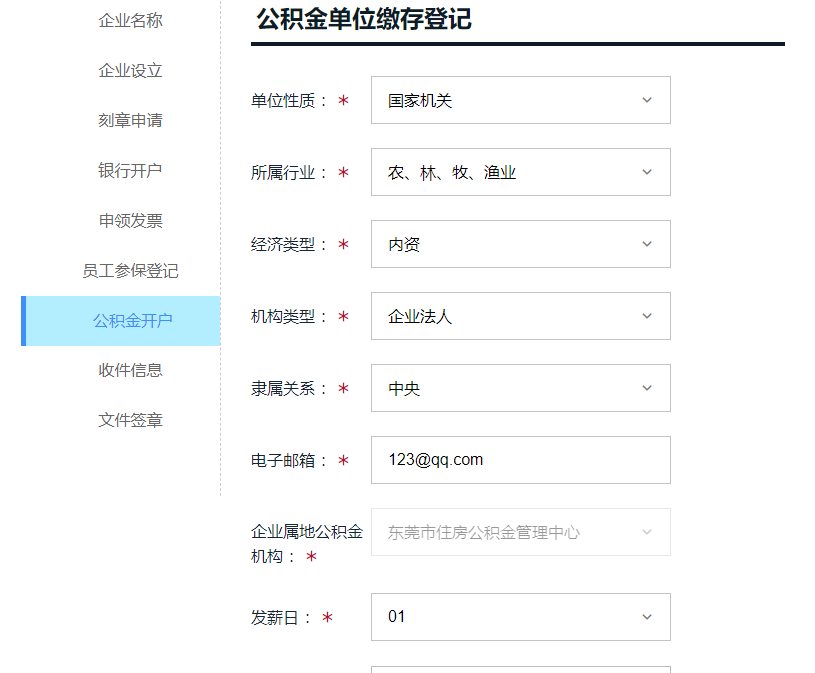 企业名称
企业设立
刻章申请
银行开户
申领发票
员工参保登记
公积金开户
收件信息
文件签章
公积金单位缴存登记
单位性质： * 国家机关
所属行业： * 农、林、牧、渔业
经济类型： * 内资
机构类型： * 企业法人
隶属关系： * 中央
电子邮箱： * 123@qq.com
企业属地公积金
机构： * 东莞市住房公积金管理中心
发薪日： * 01